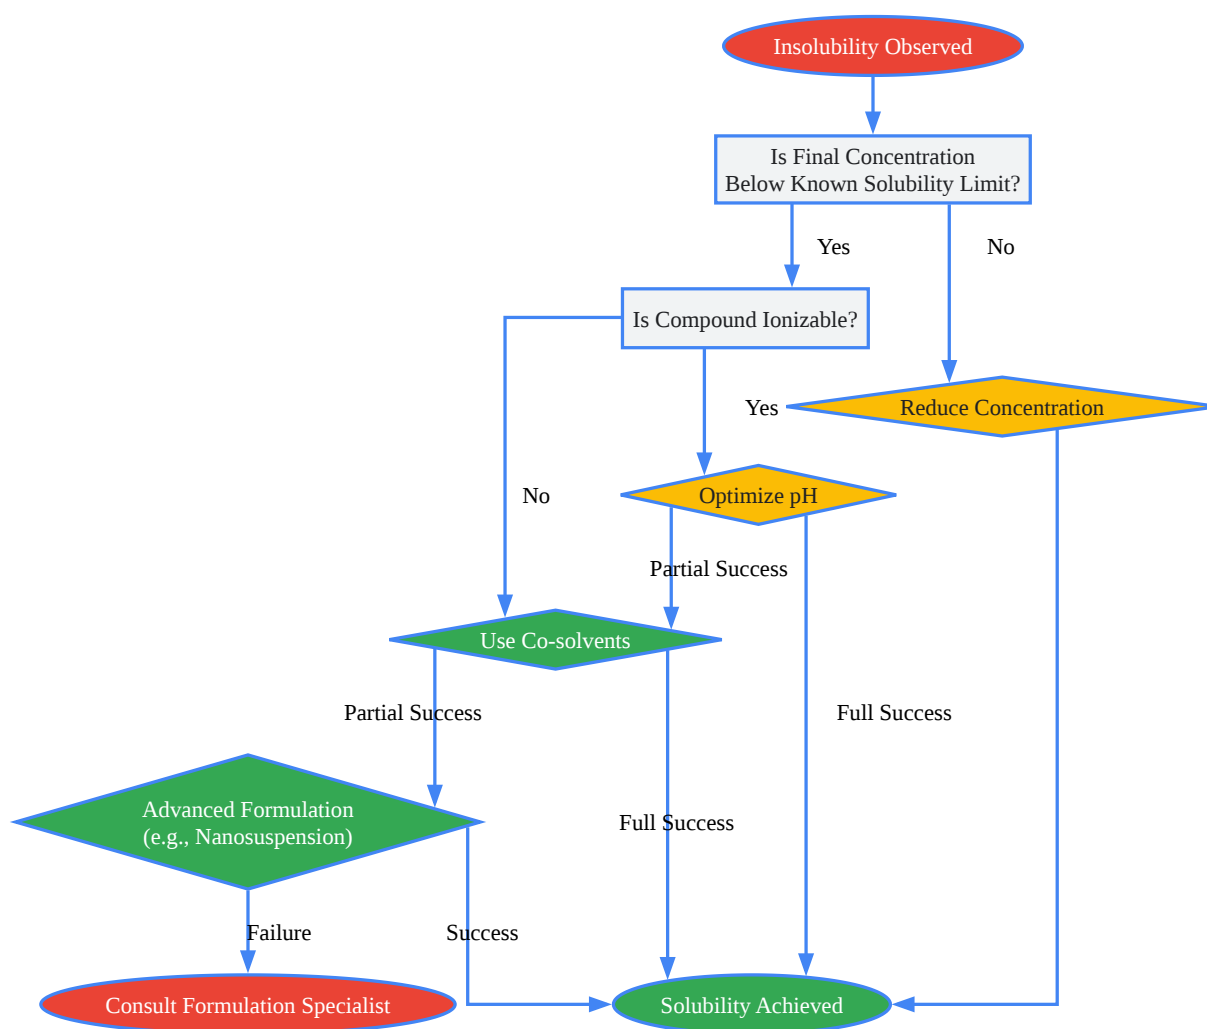 Insolubility Observed
Is Final Concentration
Below Known Solubility Limit?
Yes
No
Is Compound Ionizable?
Yes
Reduce Concentration
No
Optimize pH
Partial Success
Use Co-solvents
Partial Success
Full Success
Advanced Formulation
(e.g., Nanosuspension)
Full Success
Failure
Success
Consult Formulation Specialist
Solubility Achieved